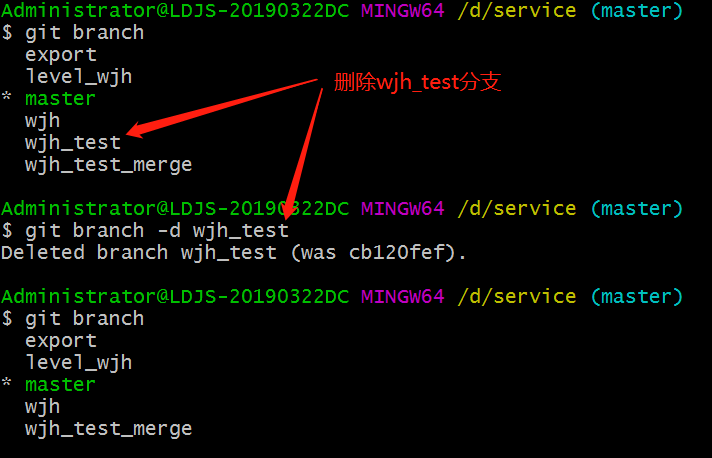 Administrator@LDJS-20190322DC MINGW64 /d/service (master)
$ git branch
  export
  level_wjh
* master
  wjh
  wjh_test
  wjh_test_merge
删除wjh_test分支
Administrator@LDJS-20190322DC MINGW64 /d/service (master)
$ git branch -d wjh_test
Deleted branch wjh_test (was cb120fef).
Administrator@LDJS-20190322DC MINGW64 /d/service (master)
$ git branch
  export
  level_wjh
* master
  wjh
  wjh_test_merge